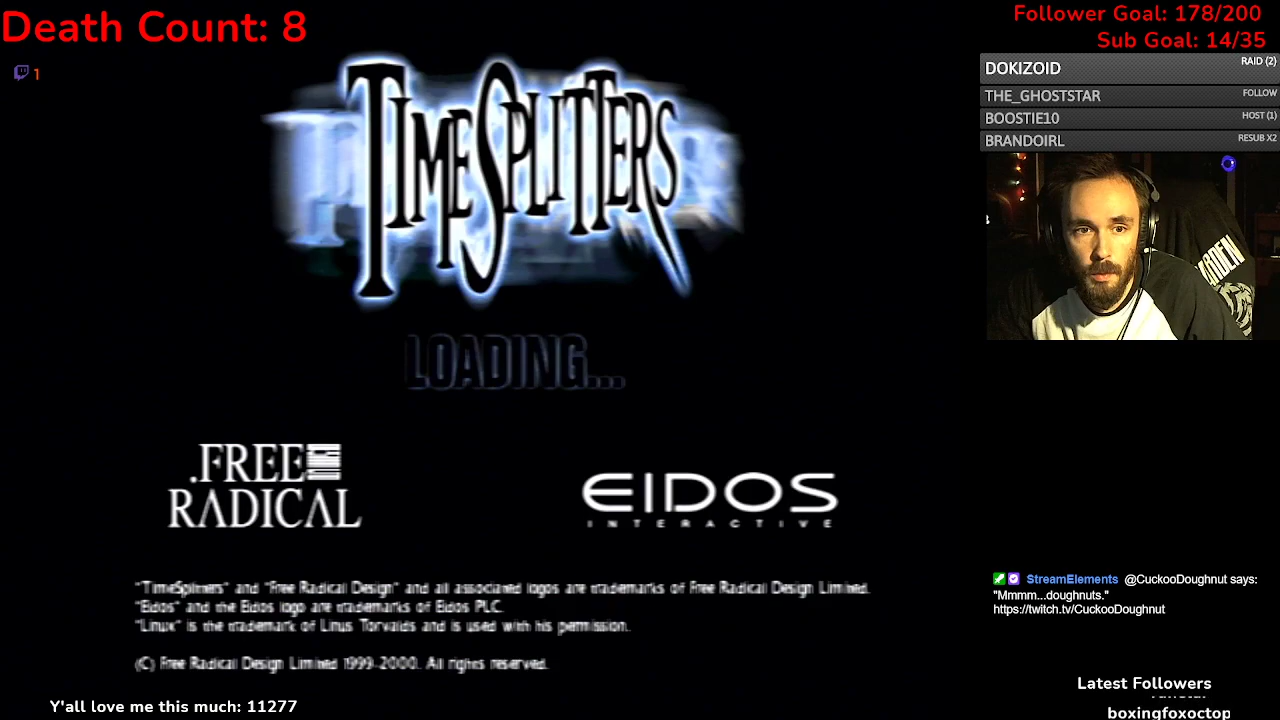 Death Count: 8
1
Follower Goal: 178/200
Sub Goal: 14/35
DOKIZOID RAID (2)
THE_GHOSTSTAR FOLLOW
BOOSTIE10 HOST (1)
BRANDOIRL RESUB X2
TIMESPLITTERS
LOADING...
.FREE
RADICAL
EIDOS
INTERACTIVE
"TimeSplitters" and "Free Radical Design" and all associated logos are trademarks of Free Radical Design Limited.
"Eidos" and the Eidos logo are trademarks of Eidos PLC.
"Linux" is the trademark of Linus Torvalds and is used with his permission.
(C) Free Radical Design Limited 1999-2000. All rights reserved.
StreamElements @CuckooDoughnut says:
"Mmmm...doughnuts."
https://twitch.tv/CuckooDoughnut
Y'all love me this much: 11277
Latest Followers
boxingfoxoctop